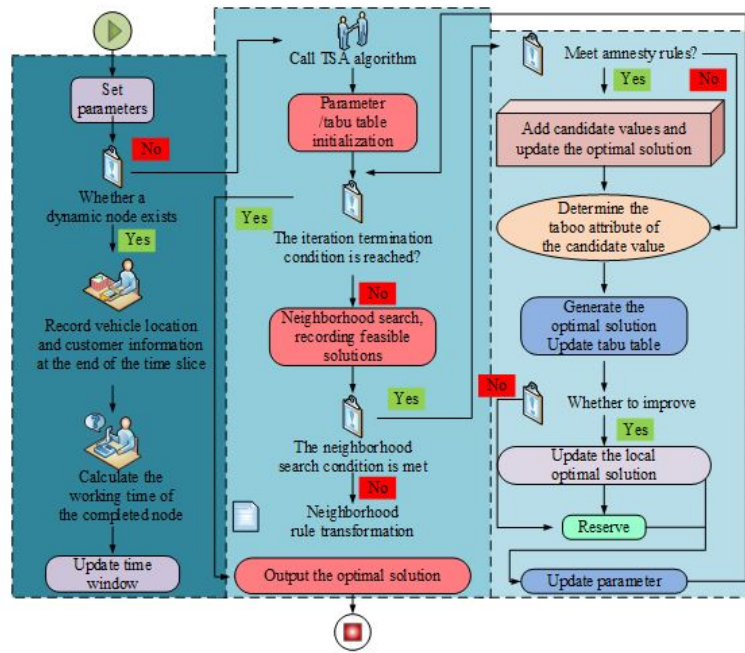 Set
parameters
No
Whether a
dynamic node exists
Yes
Record vehicle location
and customer information
at the end of the time slice
Calculate the
working time of
the completed node
Update time
window
Call TSA algorithm
Parameter
/tabu table
initialization
Yes
The iteration termination
condition is reached?
No
Neighborhood search,
recording feasible
solutions
Yes
The neighborhood
search condition is met
No
Neighborhood
rule transformation
Output the optimal solution
Meet amnesty rules?
Yes
No
Add candidate values and
update the optimal solution
Determine the
taboo attribute of
the candidate value
Generate the
optimal solution
Update tabu table
No
Whether to improve
Yes
Update the local
optimal solution
Reserve
Update parameter